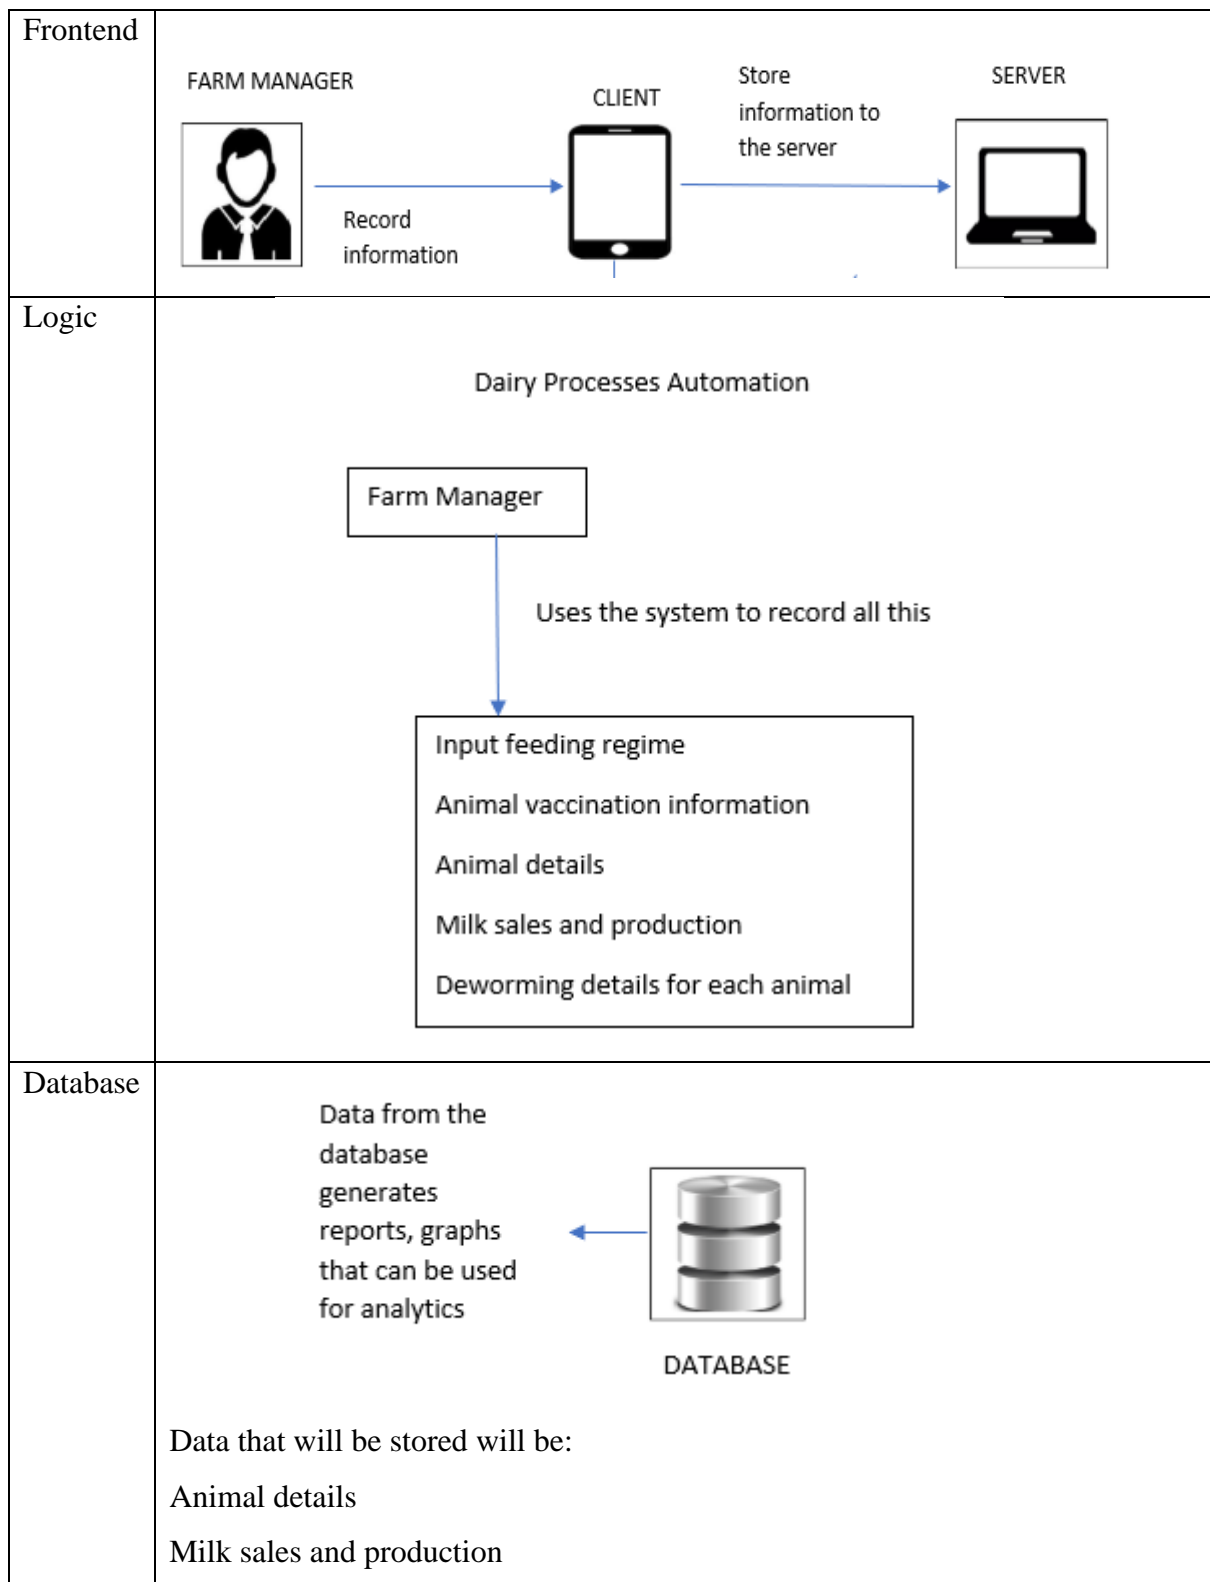 Frontend
FARM MANAGER
CLIENT
Store
information to
the server
SERVER
Record
information
Logic
Dairy Processes Automation
Farm Manager
Uses the system to record all this
Input feeding regime
Animal vaccination information
Animal details
Milk sales and production
Deworming details for each animal
Database
Data from the
database
generates
reports, graphs
that can be used
for analytics
DATABASE
Data that will be stored will be:
Animal details
Milk sales and production